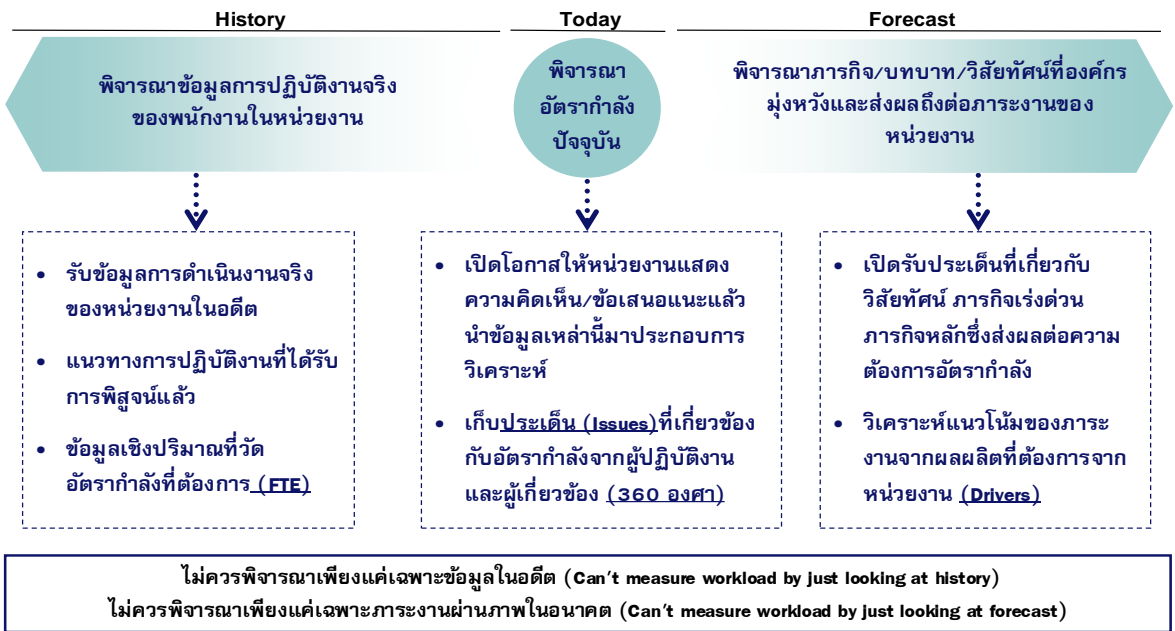 History
Today
Forecast
พิจารณาข้อมูลการปฏิบัติงานจริง
ของพนักงานในหน่วยงาน
พิจารณา
อัตรากำลัง
ปัจจุบัน
พิจารณาภารกิจ/บทบาท/วิสัยทัศน์ที่องค์กร
มุ่งหวังและส่งผลถึงต่อภาระงานของ
หน่วยงาน
• รับข้อมูลการดำเนินงานจริง
ของหน่วยงานในอดีต
• แนวทางการปฏิบัติงานที่ได้รับ
การพิสูจน์แล้ว
• ข้อมูลเชิงปริมาณที่วัด
อัตรากำลังที่ต้องการ (FTE)
• เปิดโอกาสให้หน่วยงานแสดง
ความคิดเห็น/ข้อเสนอแนะแล้ว
นำข้อมูลเหล่านี้มาประกอบการ
วิเคราะห์
• เก็บประเด็น (Issues)ที่เกี่ยวข้อง
กับอัตรากำลังจากผู้ปฏิบัติงาน
และผู้เกี่ยวข้อง (360 องศา)
• เปิดรับประเด็นที่เกี่ยวกับ
วิสัยทัศน์ ภารกิจเร่งด่วน
ภารกิจหลักซึ่งส่งผลต่อความ
ต้องการอัตรากำลัง
• วิเคราะห์แนวโน้มของภาระ
งานจากผลผลิตที่ต้องการจาก
หน่วยงาน (Drivers)
ไม่ควรพิจารณาเพียงแค่เฉพาะข้อมูลในอดีต (Can't measure workload by just looking at history)
ไม่ควรพิจารณาเพียงแค่เฉพาะภาระงานผ่านภาพในอนาคต (Can't measure workload by just looking at forecast)